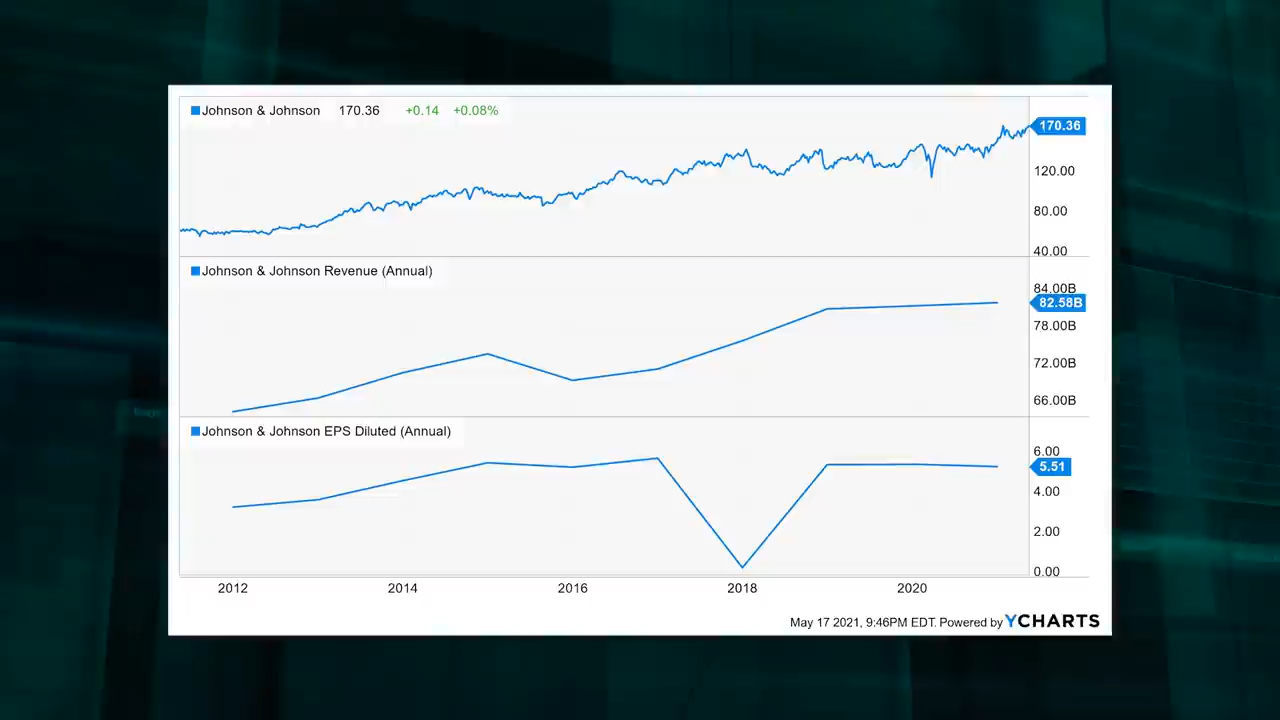 Johnson & Johnson 170.36 +0.14 +0.08%
170.36
120.00
80.00
40.00
Johnson & Johnson Revenue (Annual)
84.00B
82.58B
78.00B
72.00B
66.00B
Johnson & Johnson EPS Diluted (Annual)
6.00
5.51
4.00
2.00
0.00
2012 2014 2016 2018 2020
May 17 2021, 9:46PM EDT. Powered by YCHARTS